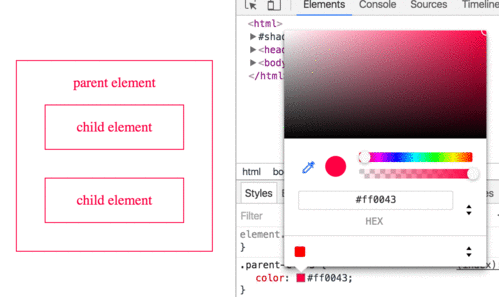 parent element
child element
child element
Elements Console Sources
<html>
▶#shad
▶<head
▶<body
</html>
html
Styles
Filter
element.
}
.parent-
color: #ff0043;
}
#ff0043
HEX